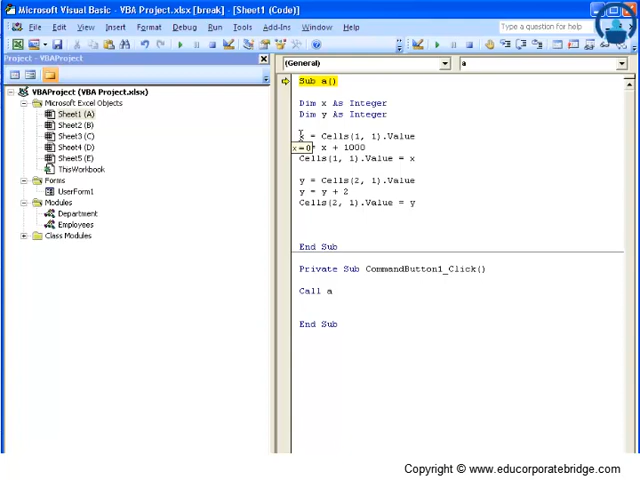 Microsoft Visual Basic - VBA Project.xlsx [break] - [Sheet1 (Code)]
File Edit View Insert Format Debug Run Tools Add-Ins Window Help
Type a question for help
Project - VBAProject
(General) a
VBAProject (VBA Project.xlsx)
Microsoft Excel Objects
Sheet1 (A)
Sheet2 (B)
Sheet3 (C)
Sheet4 (D)
Sheet5 (E)
ThisWorkbook
Forms
UserForm1
Modules
Department
Employees
Class Modules
Sub a()
Dim x As Integer
Dim y As Integer
x = Cells(1, 1).Value
x = 0
x + 1000
Cells(1, 1).Value = x
y = Cells(2, 1).Value
y = y + 2
Cells(2, 1).Value = y
End Sub
Private Sub CommandButton1_Click()
Call a
End Sub
Copyright © www.educorporatebridge.com